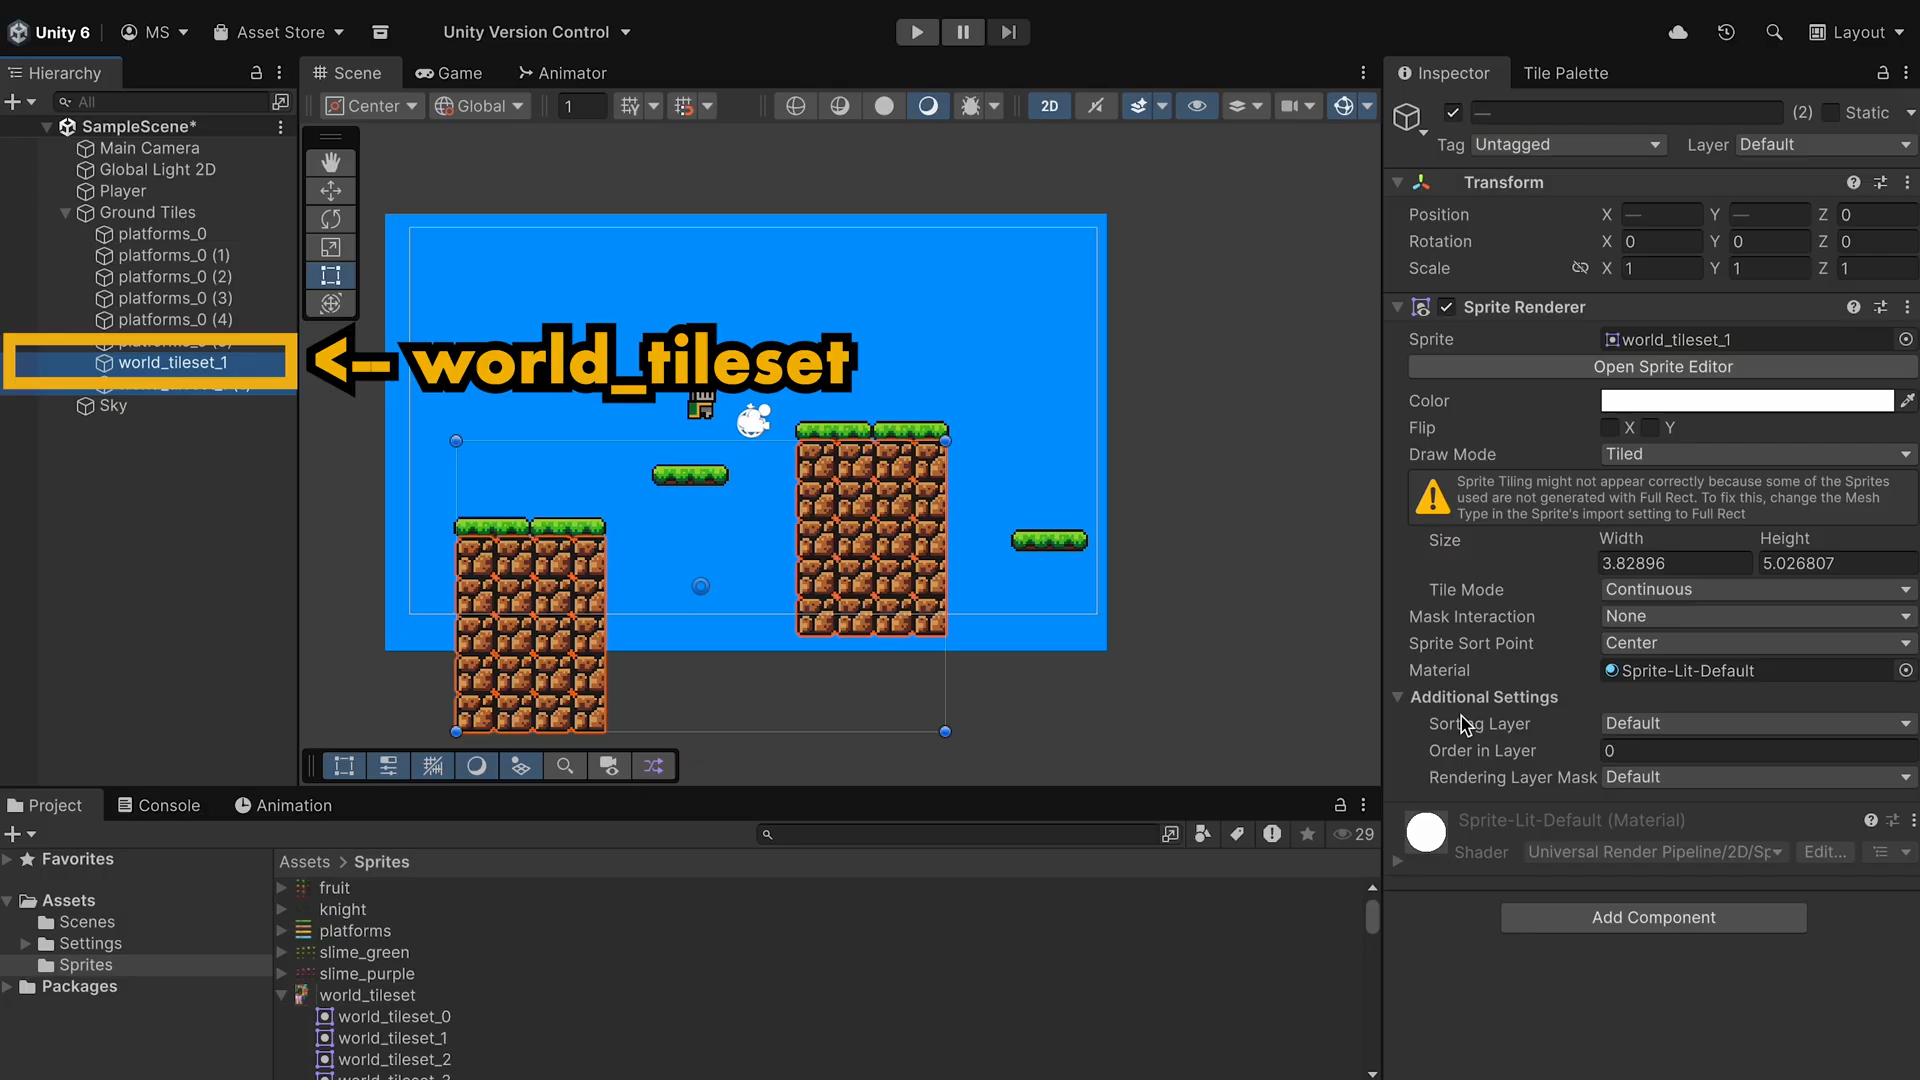 Unity 6
MS
Asset Store
Unity Version Control
Layout
Hierarchy
Scene
Game
Animator
Inspector
Tile Palette
All
Center
Global
1
2D
— (2) Static
Tag Untagged Layer Default
SampleScene*
Main Camera
Global Light 2D
Player
Ground Tiles
platforms_0
platforms_0 (1)
platforms_0 (2)
platforms_0 (3)
platforms_0 (4)
world_tileset_1
Sky
<-- world_tileset
Transform
Position X — Y — Z 0
Rotation X 0 Y 0 Z 0
Scale X 1 Y 1 Z 1
Sprite Renderer
Sprite world_tileset_1
Open Sprite Editor
Color
Flip X Y
Draw Mode Tiled
Sprite Tiling might not appear correctly because some of the Sprites
used are not generated with Full Rect. To fix this, change the Mesh
Type in the Sprite's import setting to Full Rect
Size Width Height
3.82896 5.026807
Tile Mode Continuous
Mask Interaction None
Sprite Sort Point Center
Material Sprite-Lit-Default
Additional Settings
Sorting Layer Default
Order in Layer 0
Rendering Layer Mask Default
Sprite-Lit-Default (Material)
Shader Universal Render Pipeline/2D/Sp Edit...
Add Component
Project
Console
Animation
29
Favorites
Assets
Scenes
Settings
Sprites
Packages
Assets > Sprites
fruit
knight
platforms
slime_green
slime_purple
world_tileset
world_tileset_0
world_tileset_1
world_tileset_2